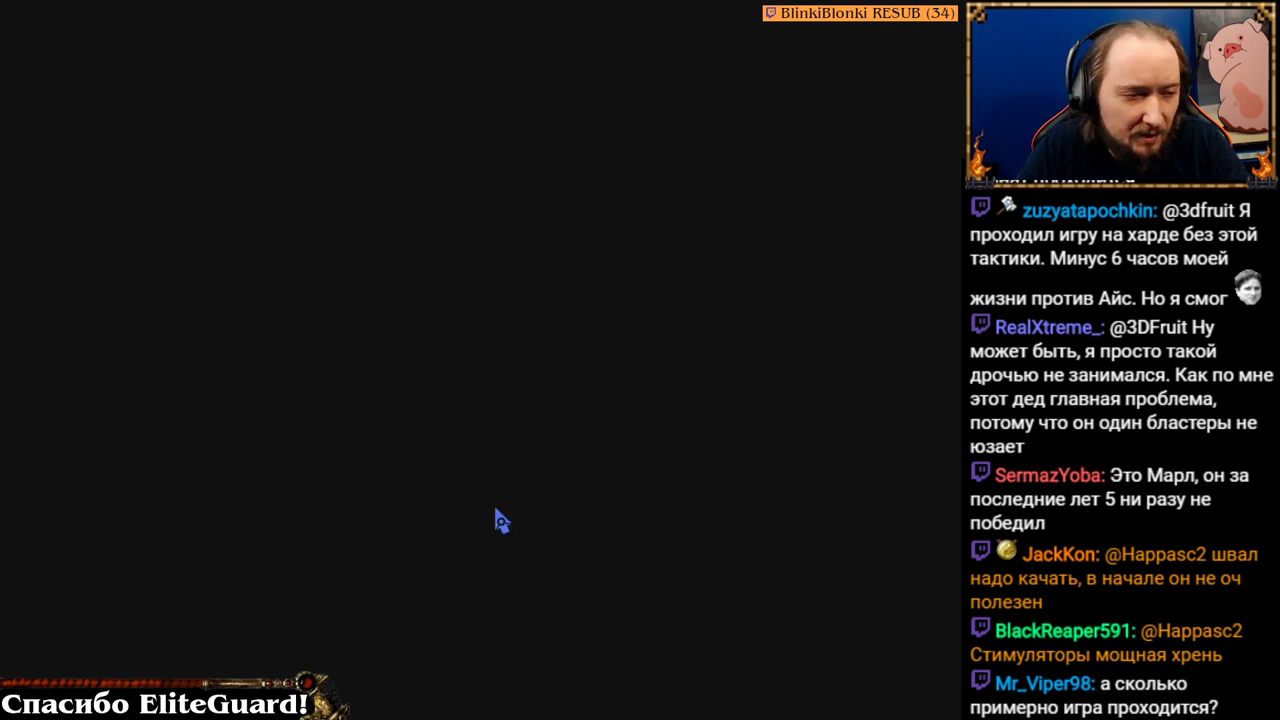 BlinkiBlonki RESUB (34)
zuzyatapochkin: @3dfruit Я
проходил игру на харде без этой
тактики. Минус 6 часов моей
жизни против Айс. Но я смог
RealXtreme_: @3DFruit Ну
может быть, я просто такой
дрочью не занимался. Как по мне
этот дед главная проблема,
потому что он один бластеры не
юзает
SermazYoba: Это Марл, он за
последние лет 5 ни разу не
победил
JackKon: @Happasc2 швал
надо качать, в начале он не оч
полезен
BlackReaper591: @Happasc2
Стимуляторы мощная хрень
Mr_Viper98: а сколько
примерно игра проходится?
Спасибо EliteGuard!